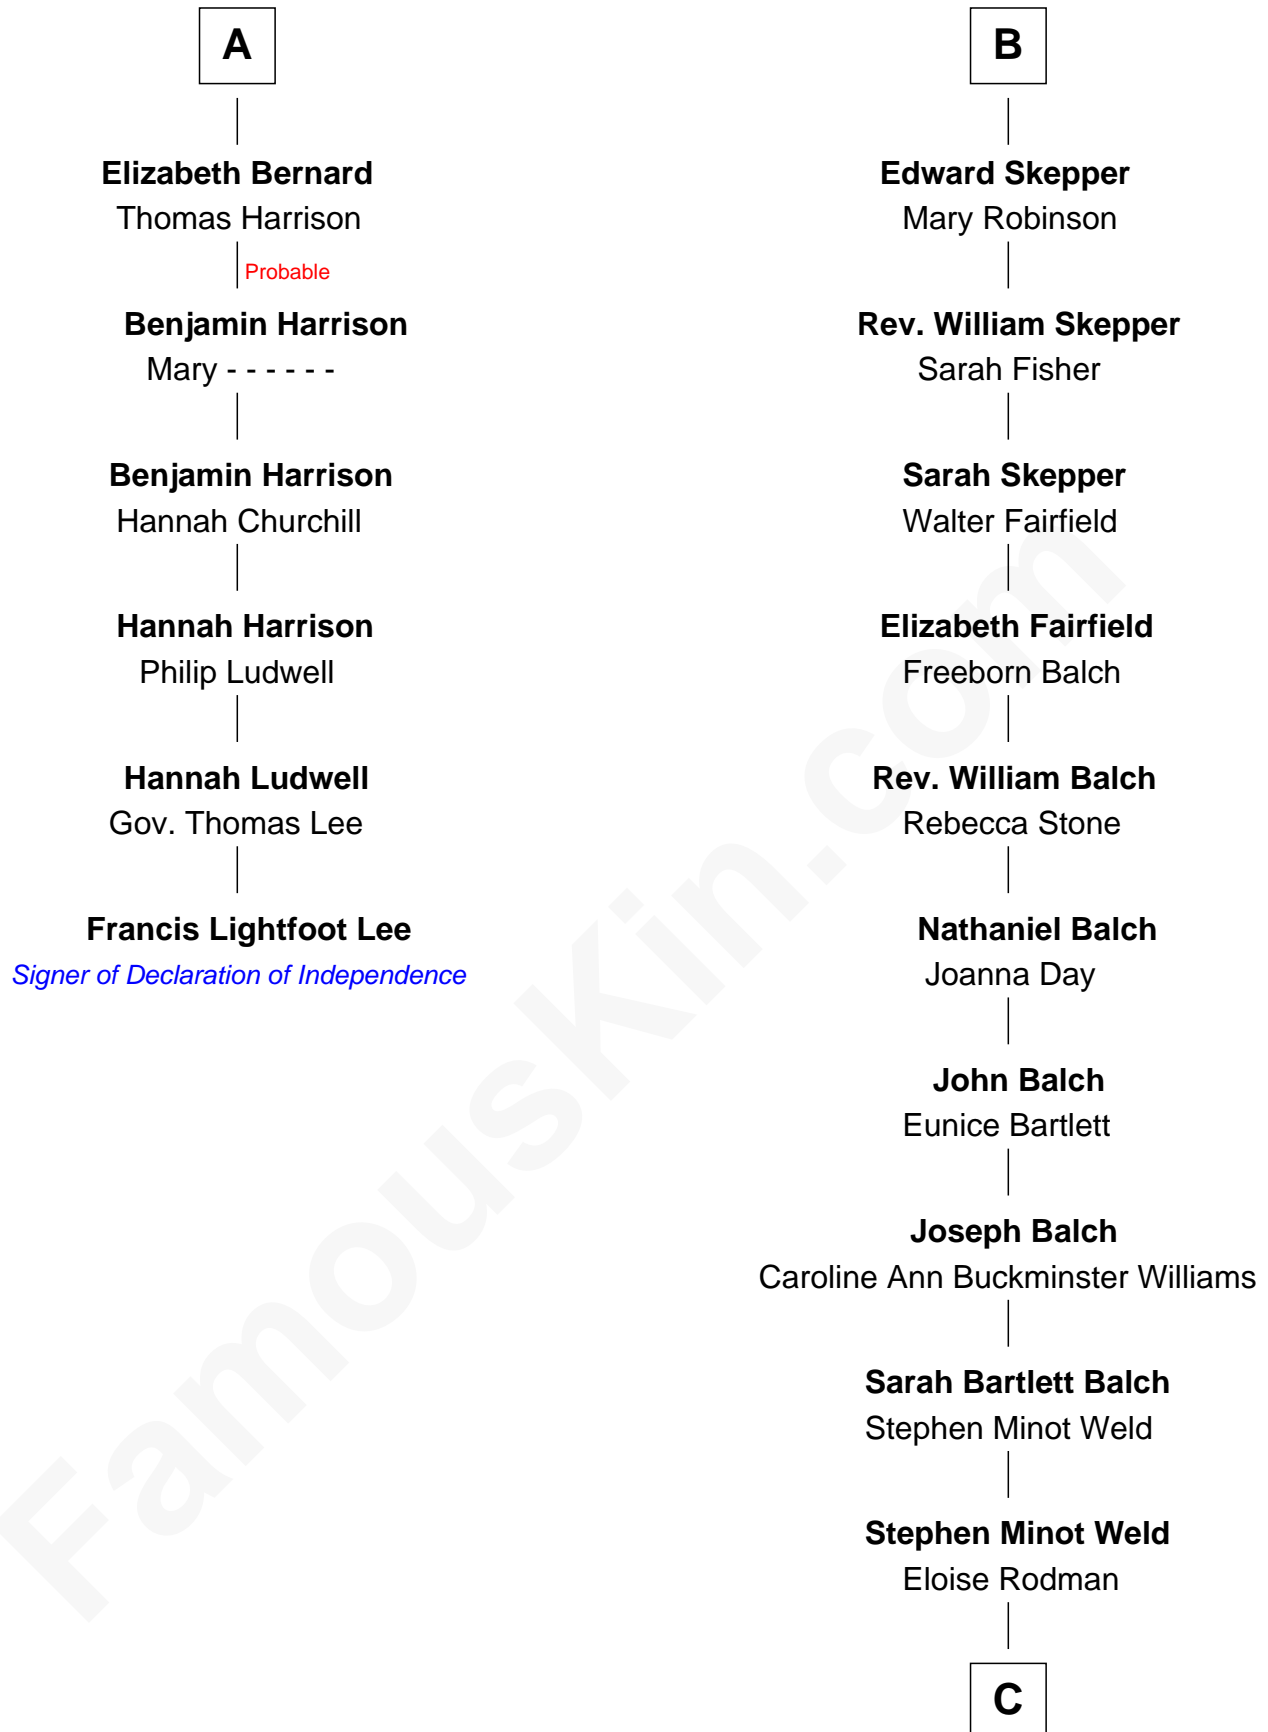 A
Elizabeth Bernard
Thomas Harrison
Probable
Benjamin Harrison
Mary - - - - - -
Benjamin Harrison
Hannah Churchill
Hannah Harrison
Philip Ludwell
Hannah Ludwell
Gov. Thomas Lee
Francis Lightfoot Lee
Signer of Declaration of Independence
B
Edward Skepper
Mary Robinson
Rev. William Skepper
Sarah Fisher
Sarah Skepper
Walter Fairfield
Elizabeth Fairfield
Freeborn Balch
Rev. William Balch
Rebecca Stone
Nathaniel Balch
Joanna Day
John Balch
Eunice Bartlett
Joseph Balch
Caroline Ann Buckminster Williams
Sarah Bartlett Balch
Stephen Minot Weld
Stephen Minot Weld
Eloise Rodman
C
FamousKin.com